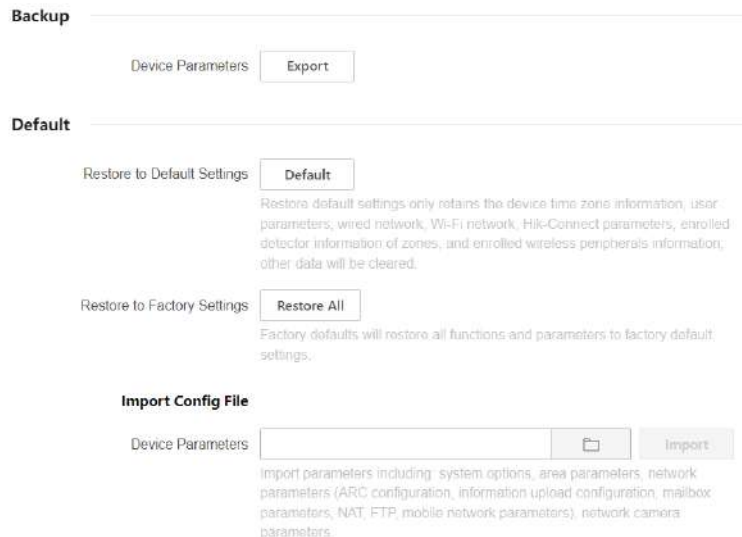 Backup
Device Parameters Export
Default
Restore to Default Settings Default
Restore default settings only retains the device time zone information, user
parameters, wired network, Wi-Fi network, Hik-Connect parameters, enrolled
detector information of zones, and enrolled wireless peripherals information,
other data will be cleared.
Restore to Factory Settings Restore All
Factory defaults will restore all functions and parameters to factory default
settings.
Import Config File
Device Parameters Import
Import parameters including: system options, area parameters, network
parameters (ARC configuration, information upload configuration, mailbox
parameters, NAT, FTP, mobile network parameters), network camera
parameters.